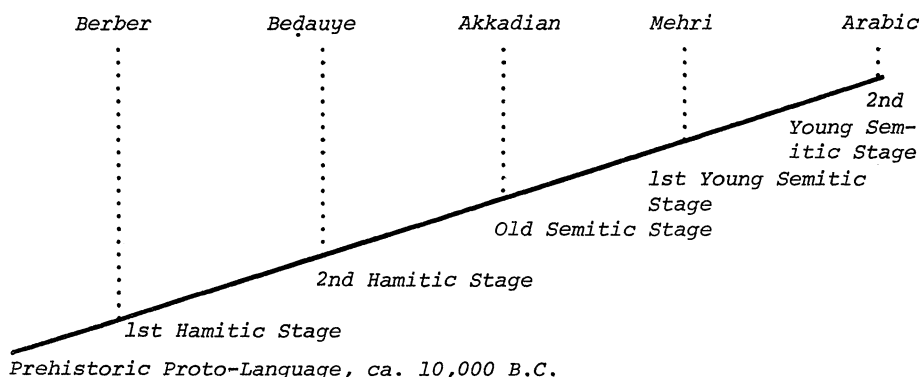 Berber Bedauye Akkadian Mehri Arabic
2nd
Young Sem-
itic Stage
1st Young Semitic
Stage
Old Semitic Stage
2nd Hamitic Stage
1st Hamitic Stage
Prehistoric Proto-Language, ca. 10,000 B.C.